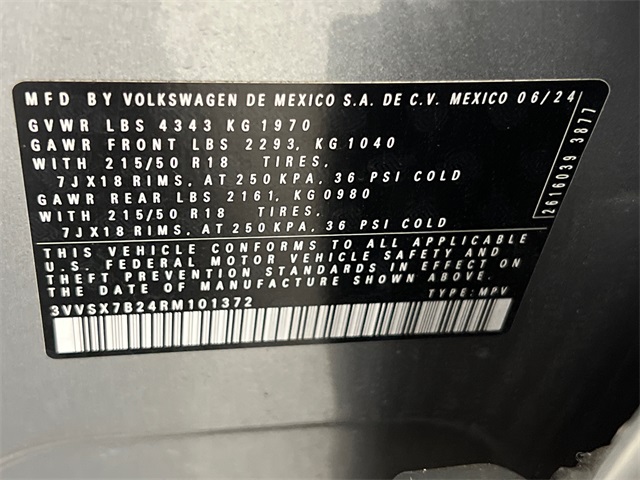 MFD BY VOLKSWAGEN DE MEXICO S.A. DE C.V. MEXICO 06/24
GVWR LBS 4343 KG 1970
GAWR FRONT LBS 2293, KG 1040
WITH 215/50 R18 TIRES,
7JX18 RIMS, AT 250 KPA, 36 PSI COLD
GAWR REAR LBS 2161, KG 0980
WITH 215/50 R18 TIRES,
7JX18 RIMS, AT 250 KPA, 36 PSI COLD
THIS VEHICLE CONFORMS TO ALL APPLICABLE
U.S. FEDERAL MOTOR VEHICLE SAFETY AND
THEFT PREVENTION STANDARDS IN EFFECT ON
THE DATE OF MANUFACTURE SHOWN ABOVE.
3VVSX7B24RM101372 TYPE: MPV
2616039 3877